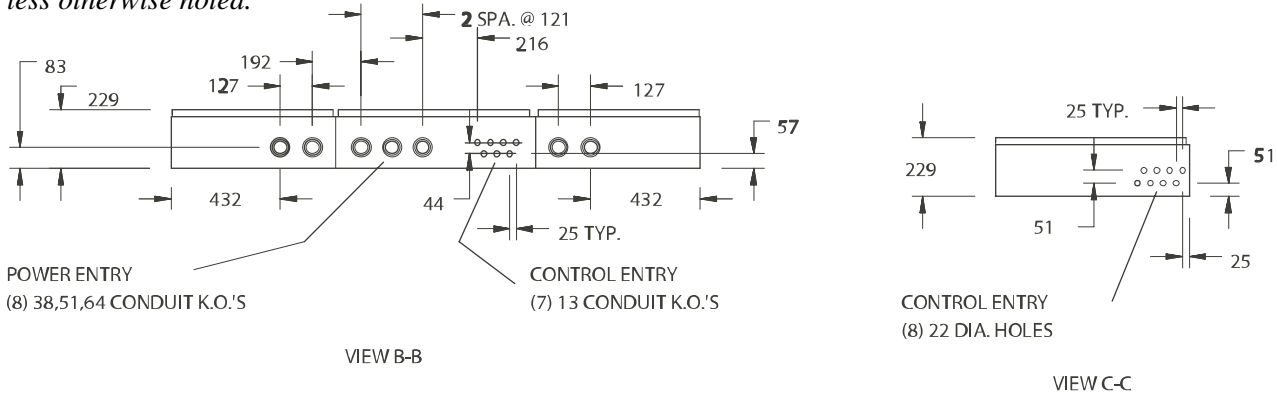 less otherwise noted.
2 SPA. @ 121
216
192
83
127
127
229
25 TYP.
57
51
229
432
44
432
51
25 TYP.
25
POWER ENTRY
(8) 38,51,64 CONDUIT K.O.'S
CONTROL ENTRY
(7) 13 CONDUIT K.O.'S
CONTROL ENTRY
(8) 22 DIA. HOLES
VIEW B-B
VIEW C-C